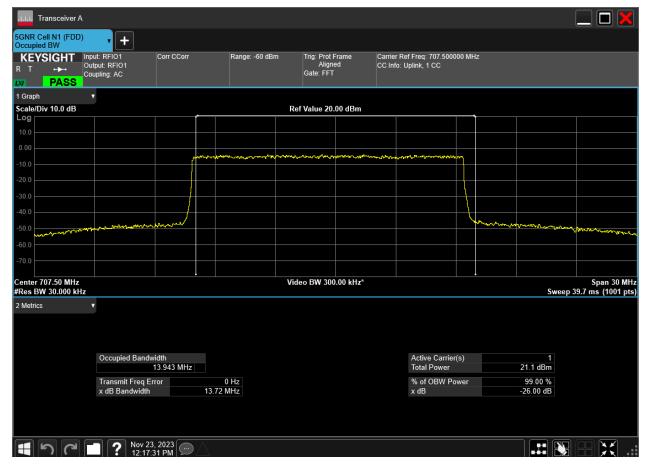 Transceiver A
5GNR Cell N1 (FDD)
Occupied BW
KEYSIGHT
R T
LV
PASS
Input: RFIO1
Output: RFIO1
Coupling: AC
Corr CCorr
Range: -60 dBm
Trig: Prot Frame
Aligned
Gate: FFT
Carrier Ref Freq: 707.500000 MHz
CC Info: Uplink, 1 CC
1 Graph
Scale/Div 10.0 dB
Ref Value 20.00 dBm
Log
10.0
0.00
-10.0
-20.0
-30.0
-40.0
-50.0
-60.0
-70.0
Center 707.50 MHz
Video BW 300.00 kHz*
Span 30 MHz
#Res BW 30.000 kHz
Sweep 39.7 ms (1001 pts)
2 Metrics
Occupied Bandwidth
13.943 MHz
Active Carrier(s) 1
Total Power 21.1 dBm
Transmit Freq Error 0 Hz
x dB Bandwidth 13.72 MHz
% of OBW Power 99.00 %
x dB -26.00 dB
?
Nov 23, 2023
12:17:31 PM